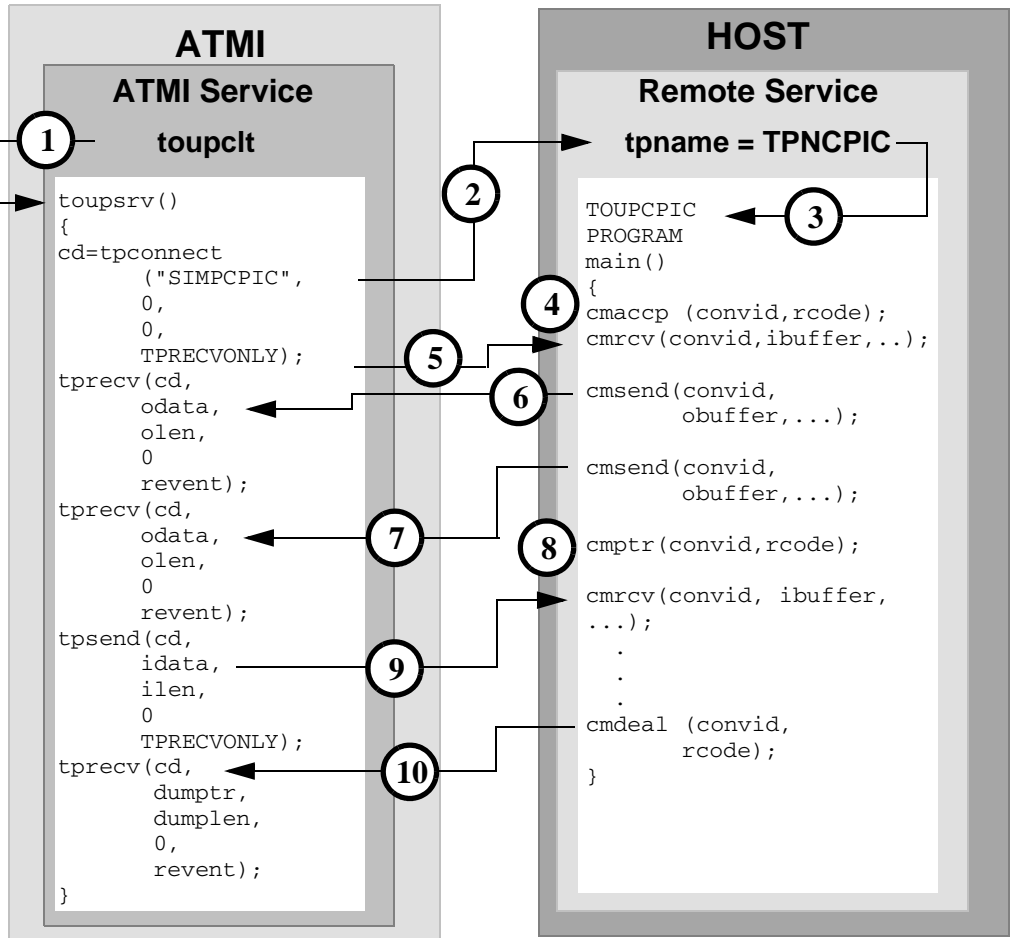 ATMI
ATMI Service
1
toupclt
toupsrv()
{
cd=tpconnect
("SIMPCPIC",
0,
0,
TPRECVONLY);
tprecv(cd,
odata,
olen,
0
revent);
tprecv(cd,
odata,
olen,
0
revent);
tpsend(cd,
idata,
ilen,
0
TPRECVONLY);
tprecv(cd,
dumptr,
dumplen,
0,
revent);
}
2
5
6
7
9
10
HOST
Remote Service
tpname = TPNCPIC
3
TOUPCPIC
PROGRAM
main()
{
4
cmaccp (convid,rcode);
cmrcv(convid,ibuffer,..);
cmsend(convid,
obuffer,...);
cmsend(convid,
obuffer,...);
8
cmptr(convid,rcode);
cmrcv(convid, ibuffer,
...);
.
.
.
cmdeal (convid,
rcode);
}